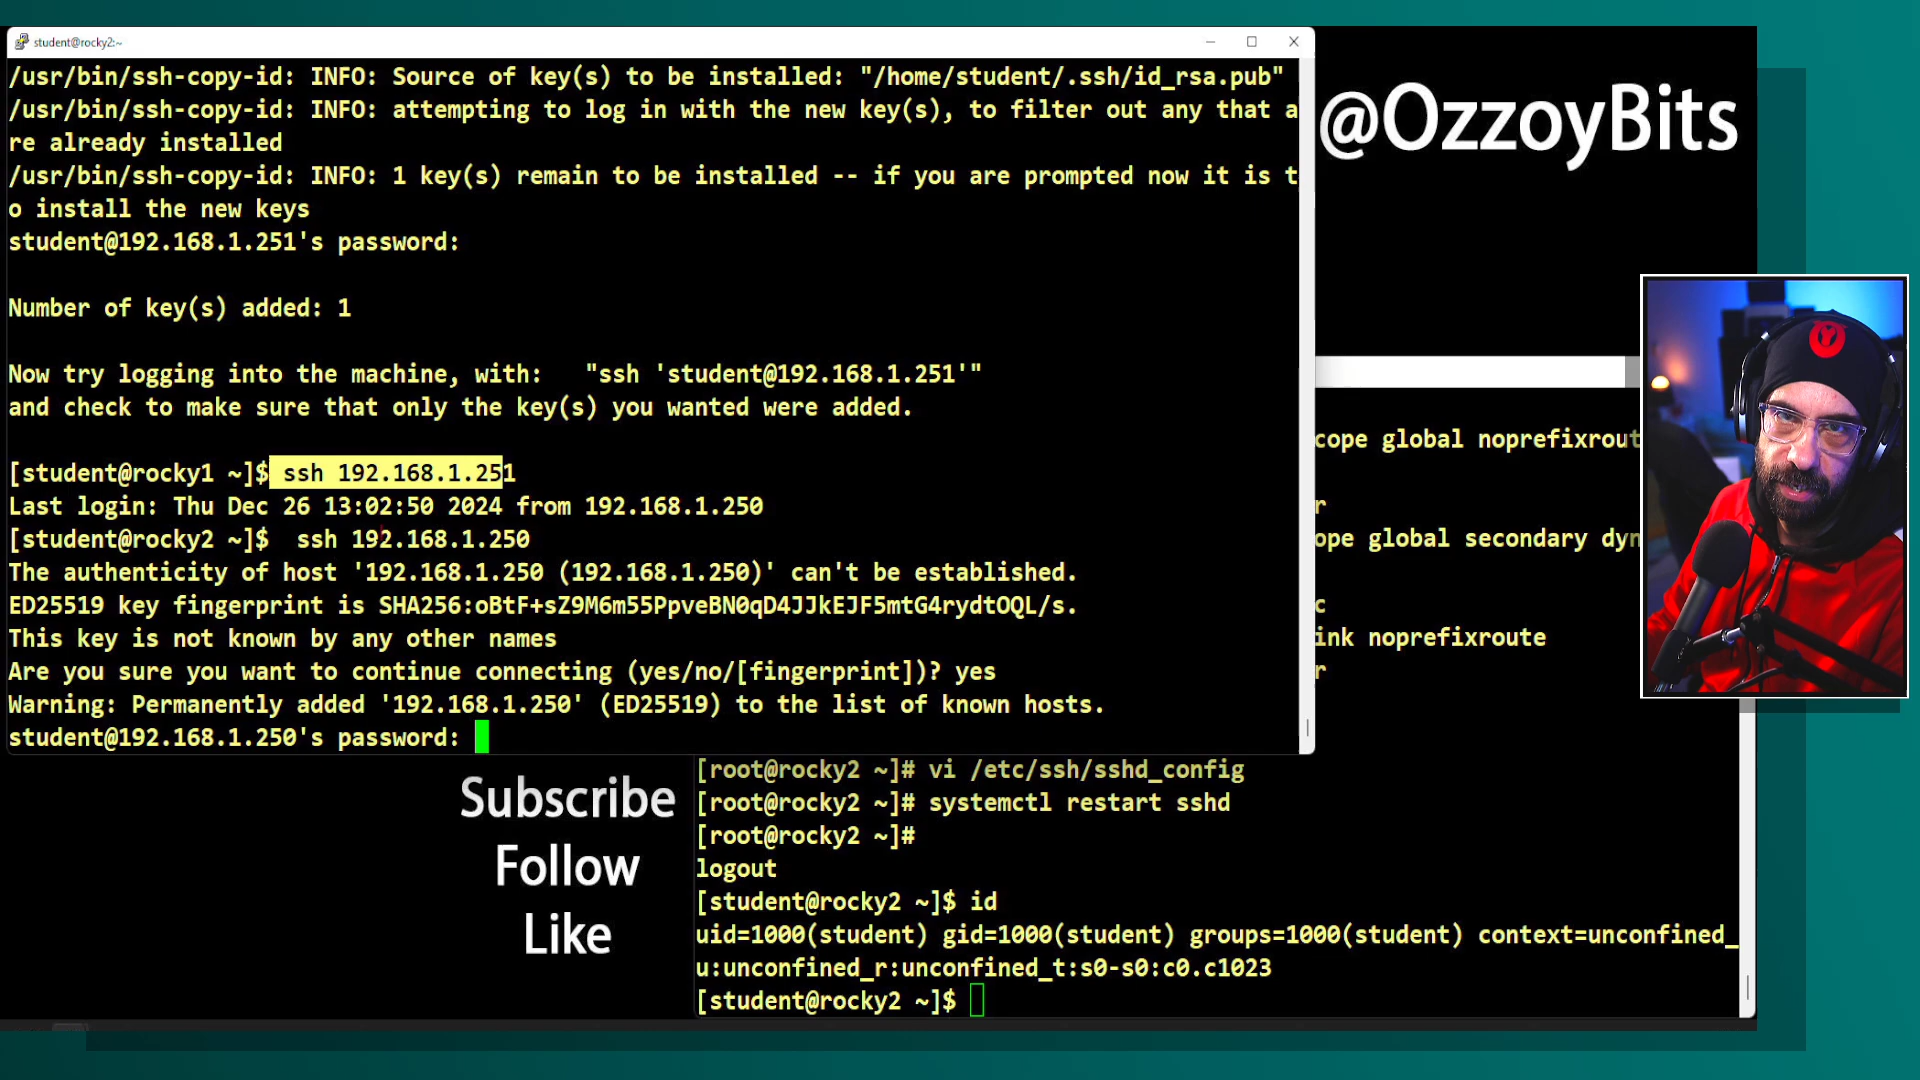 student@rocky2:~
/usr/bin/ssh-copy-id: INFO: Source of key(s) to be installed: "/home/student/.ssh/id_rsa.pub"
/usr/bin/ssh-copy-id: INFO: attempting to log in with the new key(s), to filter out any that a
re already installed
/usr/bin/ssh-copy-id: INFO: 1 key(s) remain to be installed -- if you are prompted now it is t
o install the new keys
student@192.168.1.251's password:
Number of key(s) added: 1
Now try logging into the machine, with:   "ssh 'student@192.168.1.251'"
and check to make sure that only the key(s) you wanted were added.
[student@rocky1 ~]$ ssh 192.168.1.251
Last login: Thu Dec 26 13:02:50 2024 from 192.168.1.250
[student@rocky2 ~]$  ssh 192.168.1.250
The authenticity of host '192.168.1.250 (192.168.1.250)' can't be established.
ED25519 key fingerprint is SHA256:oBtF+sZ9M6m55PpveBN0qD4JJkEJF5mtG4rydtOQL/s.
This key is not known by any other names
Are you sure you want to continue connecting (yes/no/[fingerprint])? yes
Warning: Permanently added '192.168.1.250' (ED25519) to the list of known hosts.
student@192.168.1.250's password:
@OzzoyBits
cope global noprefixrout
r
ope global secondary dyn
c
ink noprefixroute
r
[root@rocky2 ~]# vi /etc/ssh/sshd_config
[root@rocky2 ~]# systemctl restart sshd
[root@rocky2 ~]#
logout
[student@rocky2 ~]$ id
uid=1000(student) gid=1000(student) groups=1000(student) context=unconfined_
u:unconfined_r:unconfined_t:s0-s0:c0.c1023
[student@rocky2 ~]$
Subscribe
Follow
Like